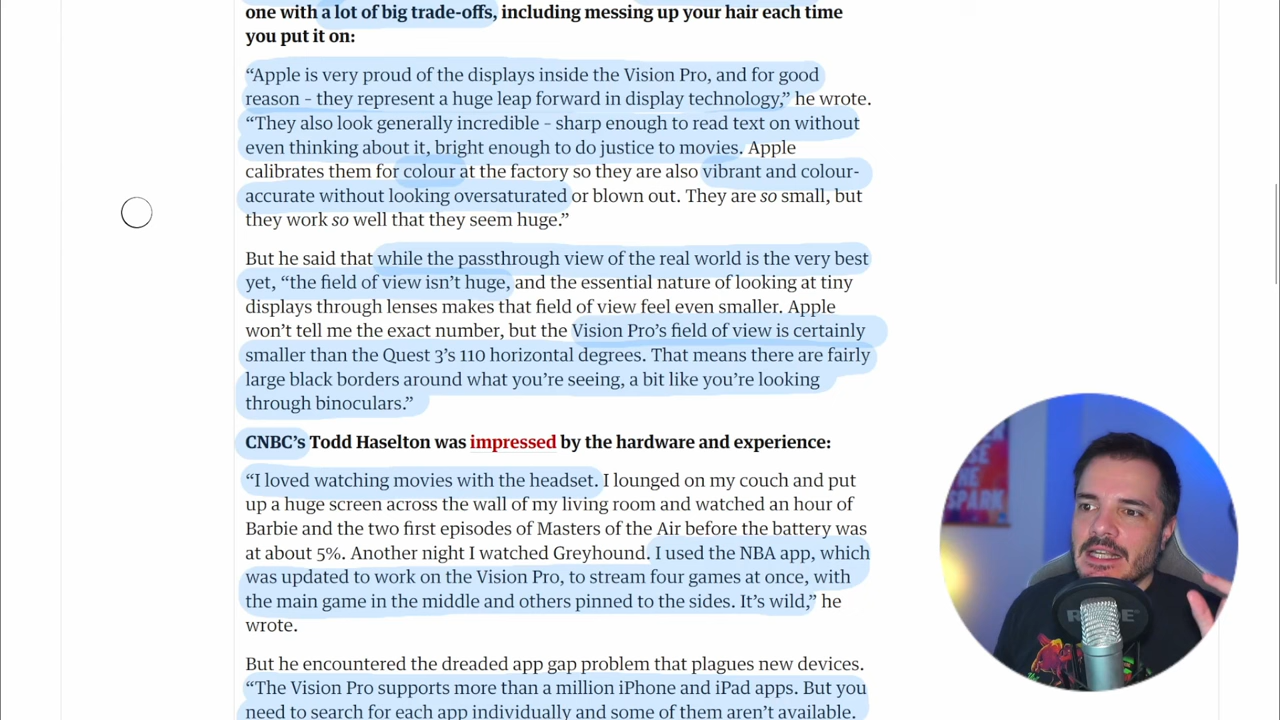 one with a lot of big trade-offs, including messing up your hair each time
you put it on:
“Apple is very proud of the displays inside the Vision Pro, and for good
reason – they represent a huge leap forward in display technology,” he wrote.
“They also look generally incredible – sharp enough to read text on without
even thinking about it, bright enough to do justice to movies. Apple
calibrates them for colour at the factory so they are also vibrant and colour-
accurate without looking oversaturated or blown out. They are so small, but
they work so well that they seem huge.”
But he said that while the passthrough view of the real world is the very best
yet, “the field of view isn’t huge, and the essential nature of looking at tiny
displays through lenses makes that field of view feel even smaller. Apple
won’t tell me the exact number, but the Vision Pro’s field of view is certainly
smaller than the Quest 3’s 110 horizontal degrees. That means there are fairly
large black borders around what you’re seeing, a bit like you’re looking
through binoculars.”
CNBC’s Todd Haselton was impressed by the hardware and experience:
“I loved watching movies with the headset. I lounged on my couch and put
up a huge screen across the wall of my living room and watched an hour of
Barbie and the two first episodes of Masters of the Air before the battery was
at about 5%. Another night I watched Greyhound. I used the NBA app, which
was updated to work on the Vision Pro, to stream four games at once, with
the main game in the middle and others pinned to the sides. It’s wild,” he
wrote.
But he encountered the dreaded app gap problem that plagues new devices.
“The Vision Pro supports more than a million iPhone and iPad apps. But you
need to search for each app individually and some of them aren’t available.
THE
SPARK